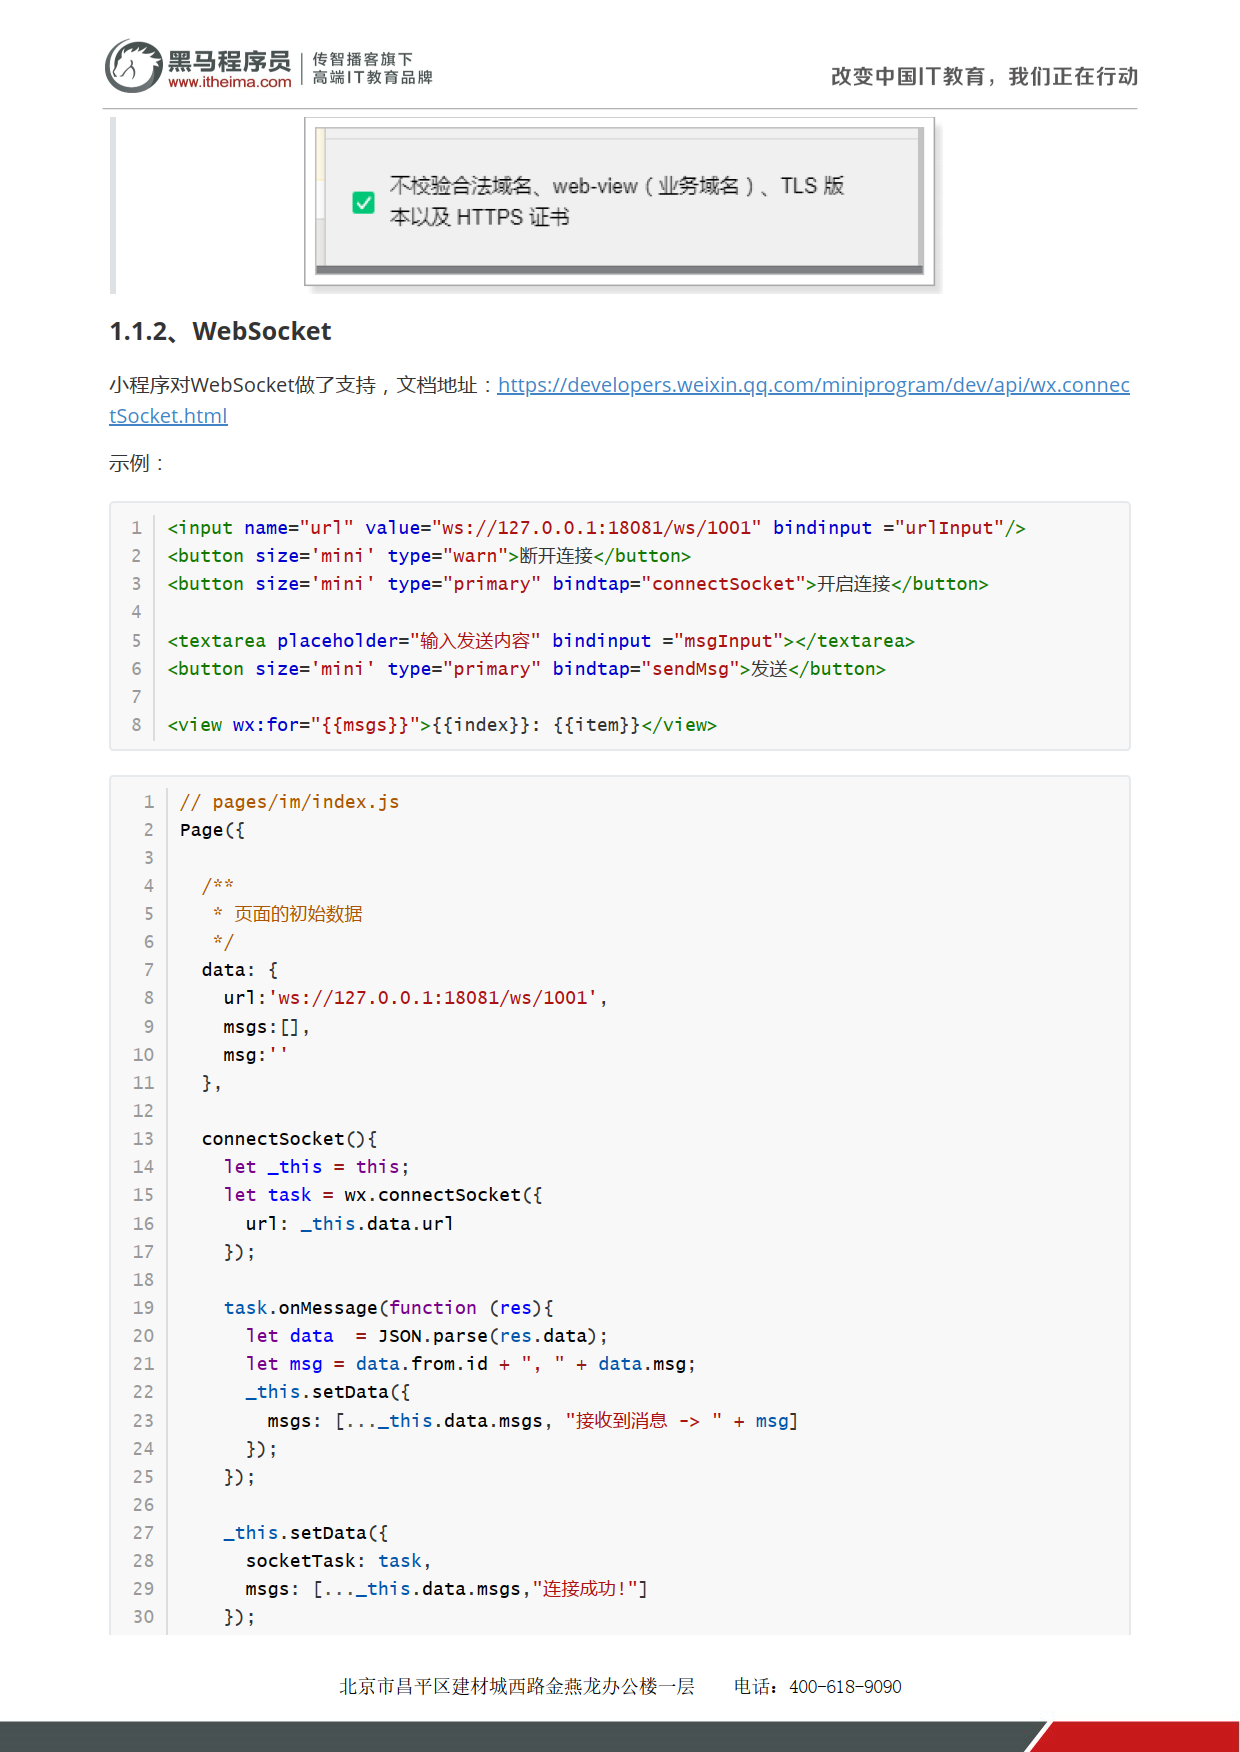 黑马程序员
www.itheima.com
传智播客旗下
高端IT教育品牌
改变中国IT教育，我们正在行动
不校验合法域名、web-view（业务域名）、TLS 版
本以及 HTTPS 证书
1.1.2、WebSocket
小程序对WebSocket做了支持，文档地址：https://developers.weixin.qq.com/miniprogram/dev/api/wx.connec
tSocket.html
示例：
1 <input name="url" value="ws://127.0.0.1:18081/ws/1001" bindinput ="urlInput"/>
2 <button size='mini' type="warn">断开连接</button>
3 <button size='mini' type="primary" bindtap="connectSocket">开启连接</button>
4
5 <textarea placeholder="输入发送内容" bindinput ="msgInput"></textarea>
6 <button size='mini' type="primary" bindtap="sendMsg">发送</button>
7
8 <view wx:for="{{msgs}}">{{index}}: {{item}}</view>
1 // pages/im/index.js
2 Page({
3
4   /**
5    * 页面的初始数据
6    */
7   data: {
8     url:'ws://127.0.0.1:18081/ws/1001',
9     msgs:[],
10     msg:''
11   },
12
13   connectSocket(){
14     let _this = this;
15     let task = wx.connectSocket({
16       url: _this.data.url
17     });
18
19     task.onMessage(function (res){
20       let data  = JSON.parse(res.data);
21       let msg = data.from.id + ", " + data.msg;
22       _this.setData({
23         msgs: [..._this.data.msgs, "接收到消息 -> " + msg]
24       });
25     });
26
27     _this.setData({
28       socketTask: task,
29       msgs: [..._this.data.msgs,"连接成功!"]
30     });
北京市昌平区建材城西路金燕龙办公楼一层 电话：400-618-9090